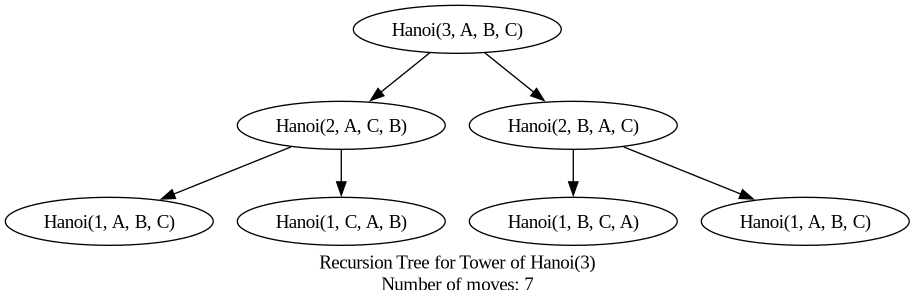 Hanoi(3, A, B, C)
Hanoi(2, A, C, B)
Hanoi(2, B, A, C)
Hanoi(1, A, B, C)
Hanoi(1, C, A, B)
Hanoi(1, B, C, A)
Hanoi(1, A, B, C)
Recursion Tree for Tower of Hanoi(3)
Number of moves: 7